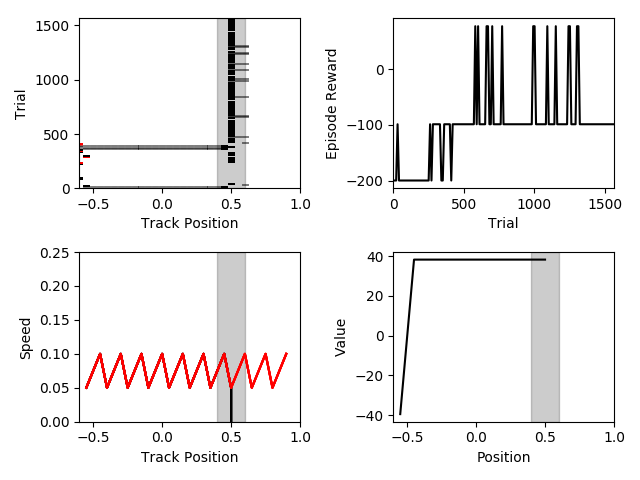 1500
1000
500
0
Trial
−0.5 0.0 0.5 1.0
Track Position
0
−100
−200
Episode Reward
0 500 1000 1500
Trial
0.25
0.20
0.15
0.10
0.05
0.00
Speed
−0.5 0.0 0.5 1.0
Track Position
40
20
0
−20
−40
Value
−0.5 0.0 0.5 1.0
Position